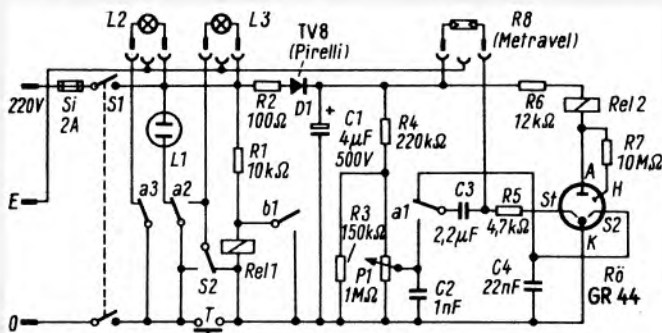 L2
L3
TV8
(Pirelli)
R8
(Metravel)
220V
Si
2A
S1
R2
100Ω
D1
C1
4µF
500V
+
R4
220kΩ
R6
12kΩ
Rel2
L1
R1
10kΩ
R7
10MΩ
A
H
E
a3
a2
b1
R3
150kΩ
a1
C3
2,2µF
R5
4,7kΩ
St
S2
K
S2
Rel1
P1
1MΩ
C2
1nF
C4
22nF
Rö
GR 44
0
T